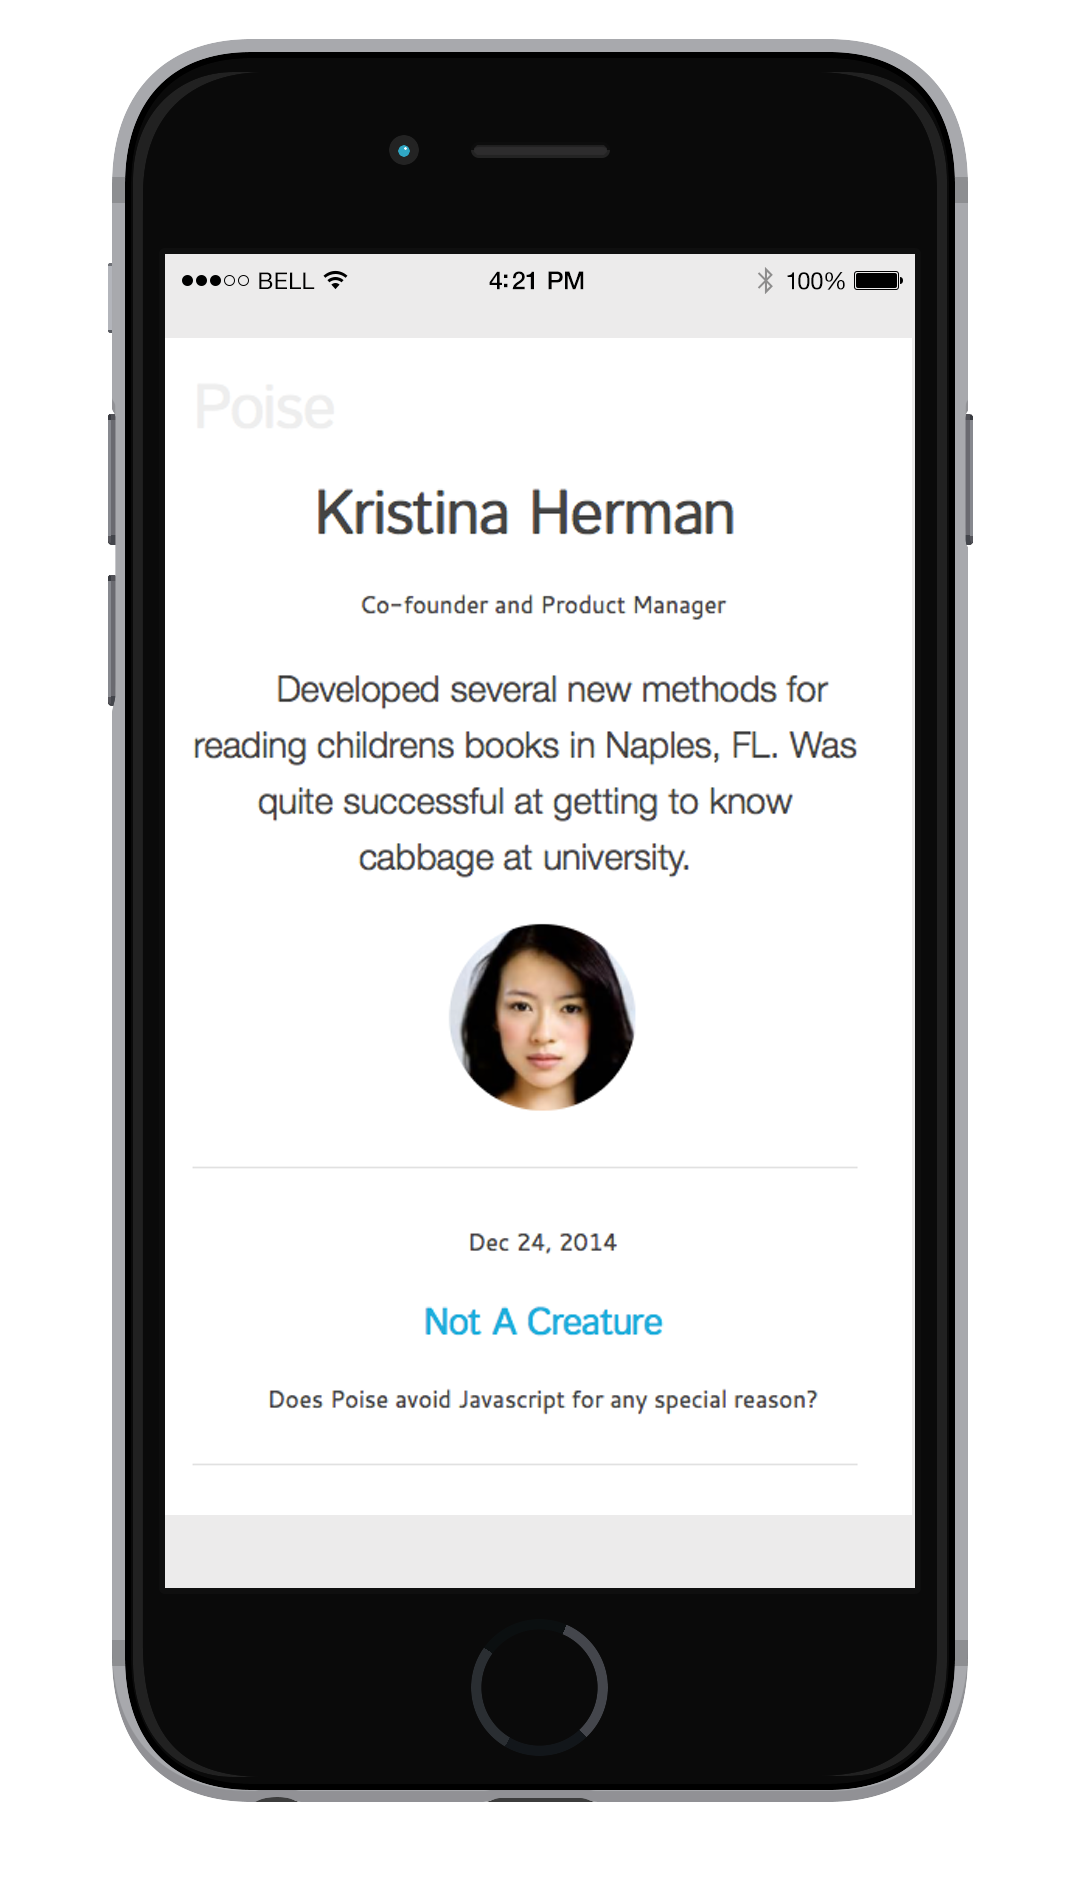 BELL 4:21 PM 100%
Poise
Kristina Herman
Co-founder and Product Manager
Developed several new methods for
reading childrens books in Naples, FL. Was
quite successful at getting to know
cabbage at university.
Dec 24, 2014
Not A Creature
Does Poise avoid Javascript for any special reason?